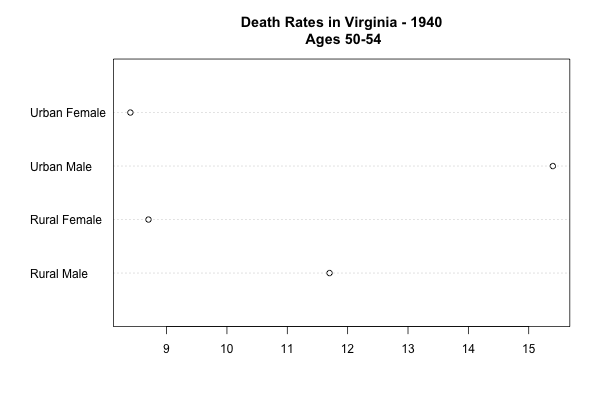 Death Rates in Virginia - 1940
Ages 50-54
Urban Female
Urban Male
Rural Female
Rural Male
9 10 11 12 13 14 15